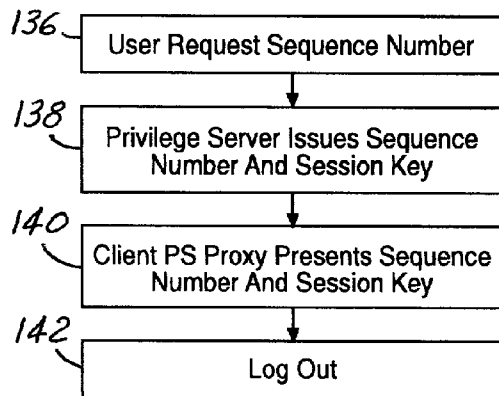 136
User Request Sequence Number
138
Privilege Server Issues Sequence
Number And Session Key
140
Client PS Proxy Presents Sequence
Number And Session Key
142
Log Out